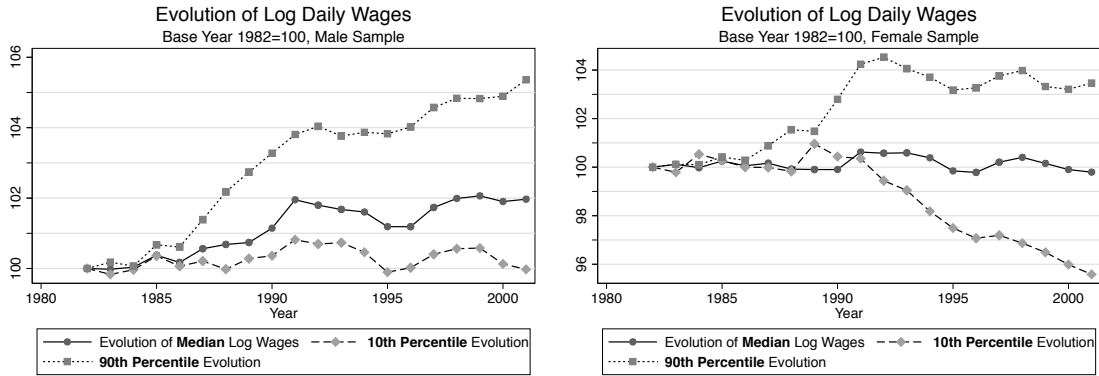 Evolution of Log Daily Wages
Base Year 1982=100, Male Sample
106
104
102
100
1980
1985
1990
1995
2000
Year
Evolution of Median Log Wages
10th Percentile Evolution
90th Percentile Evolution
Evolution of Log Daily Wages
Base Year 1982=100, Female Sample
104
102
100
98
96
1980
1985
1990
1995
2000
Year
Evolution of Median Log Wages
10th Percentile Evolution
90th Percentile Evolution